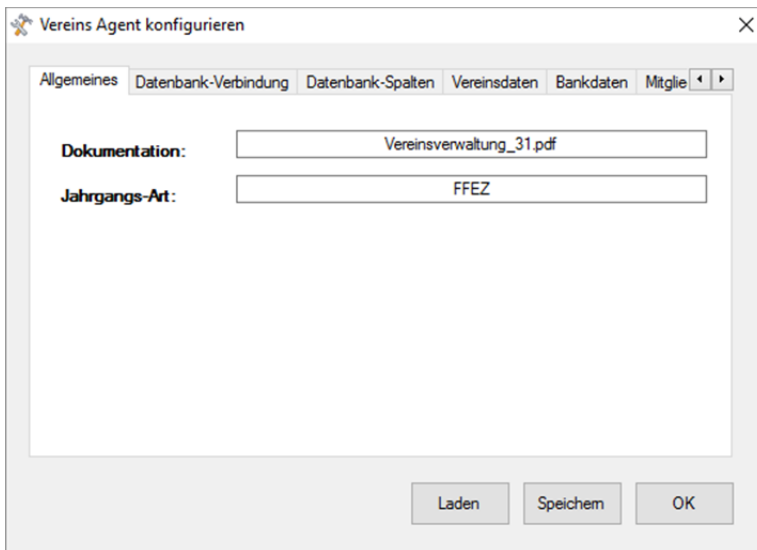 Vereins Agent konfigurieren
Allgemeines Datenbank-Verbindung Datenbank-Spalten Vereinsdaten Bankdaten Mitglie
Dokumentation: Vereinsverwaltung_31.pdf
Jahrgangs-Art: FFEZ
Laden Speichern OK